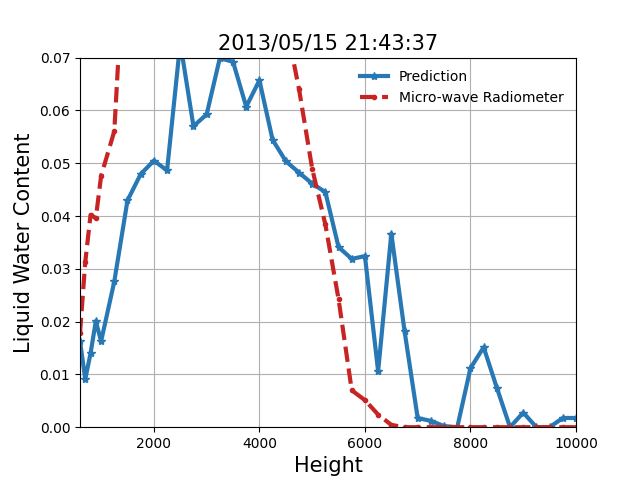 2013/05/15 21:43:37
Prediction
Micro-wave Radiometer
Liquid Water Content
0.07
0.06
0.05
0.04
0.03
0.02
0.01
0.00
2000 4000 6000 8000 10000
Height